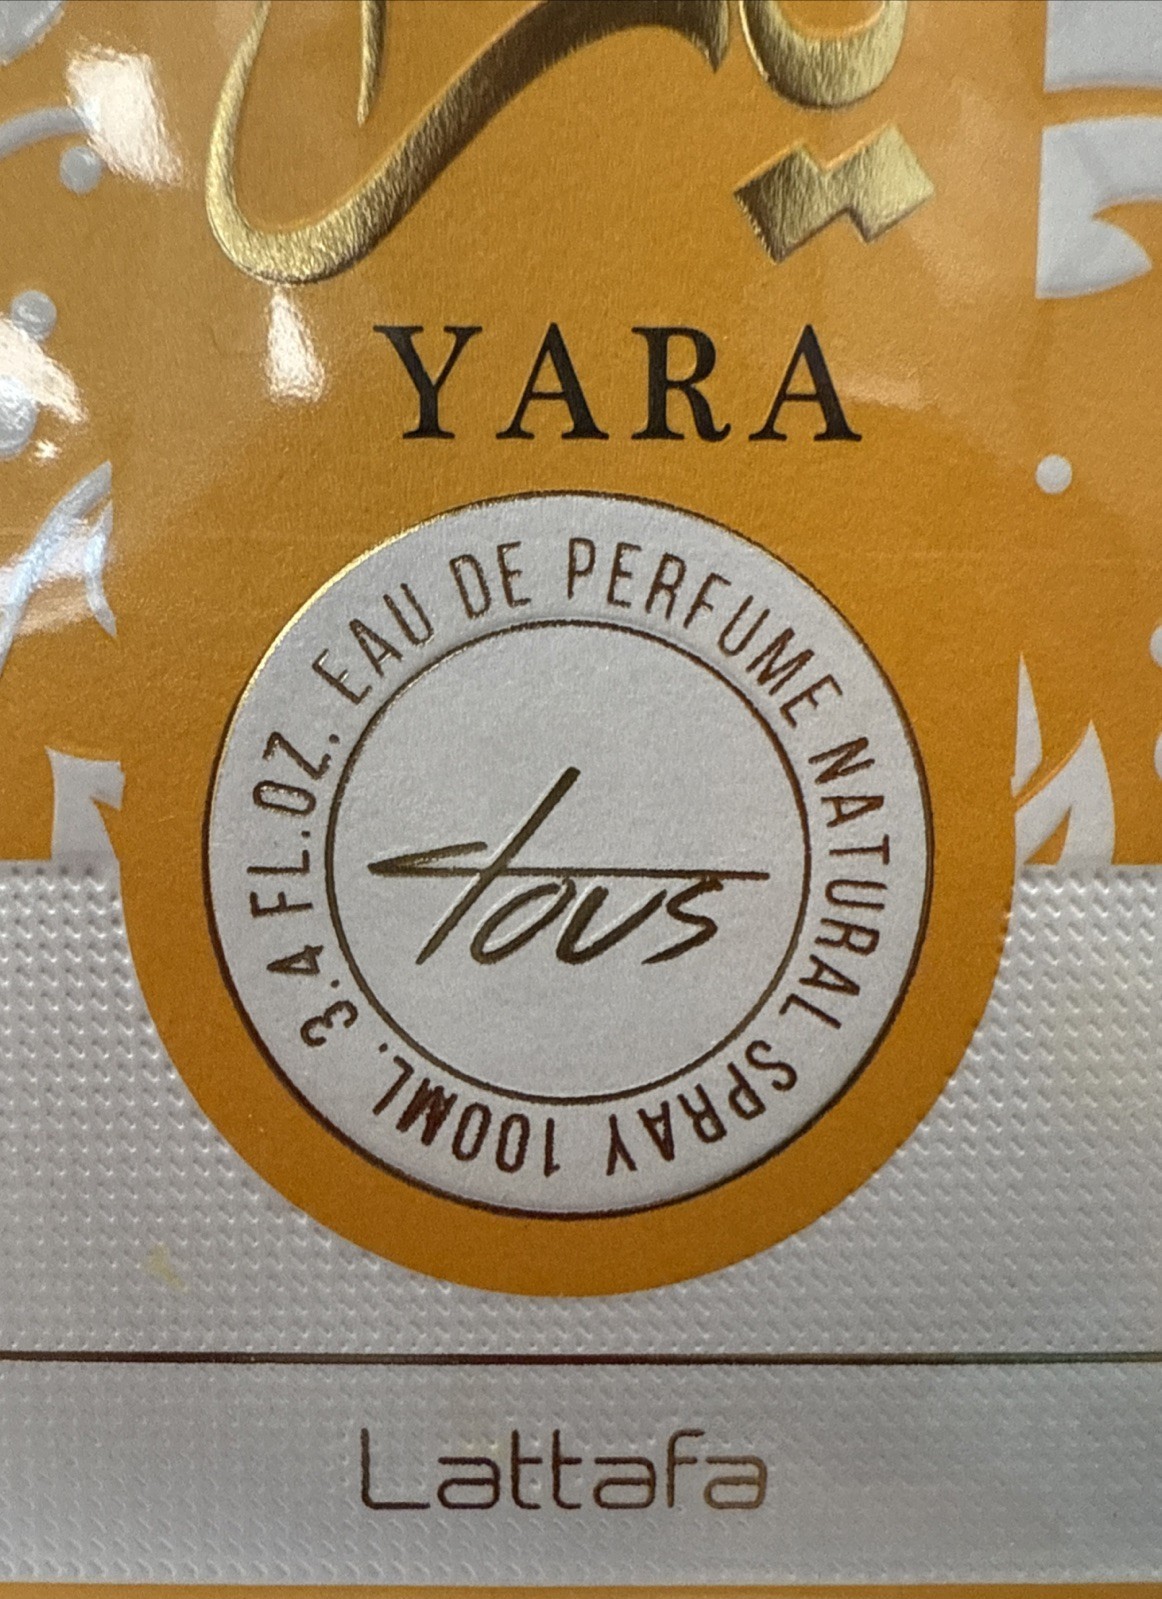 YARA
EAU DE PERFUME NATURAL SPRAY 100ML. 3.4 FL.OZ.
tous
Lattafa